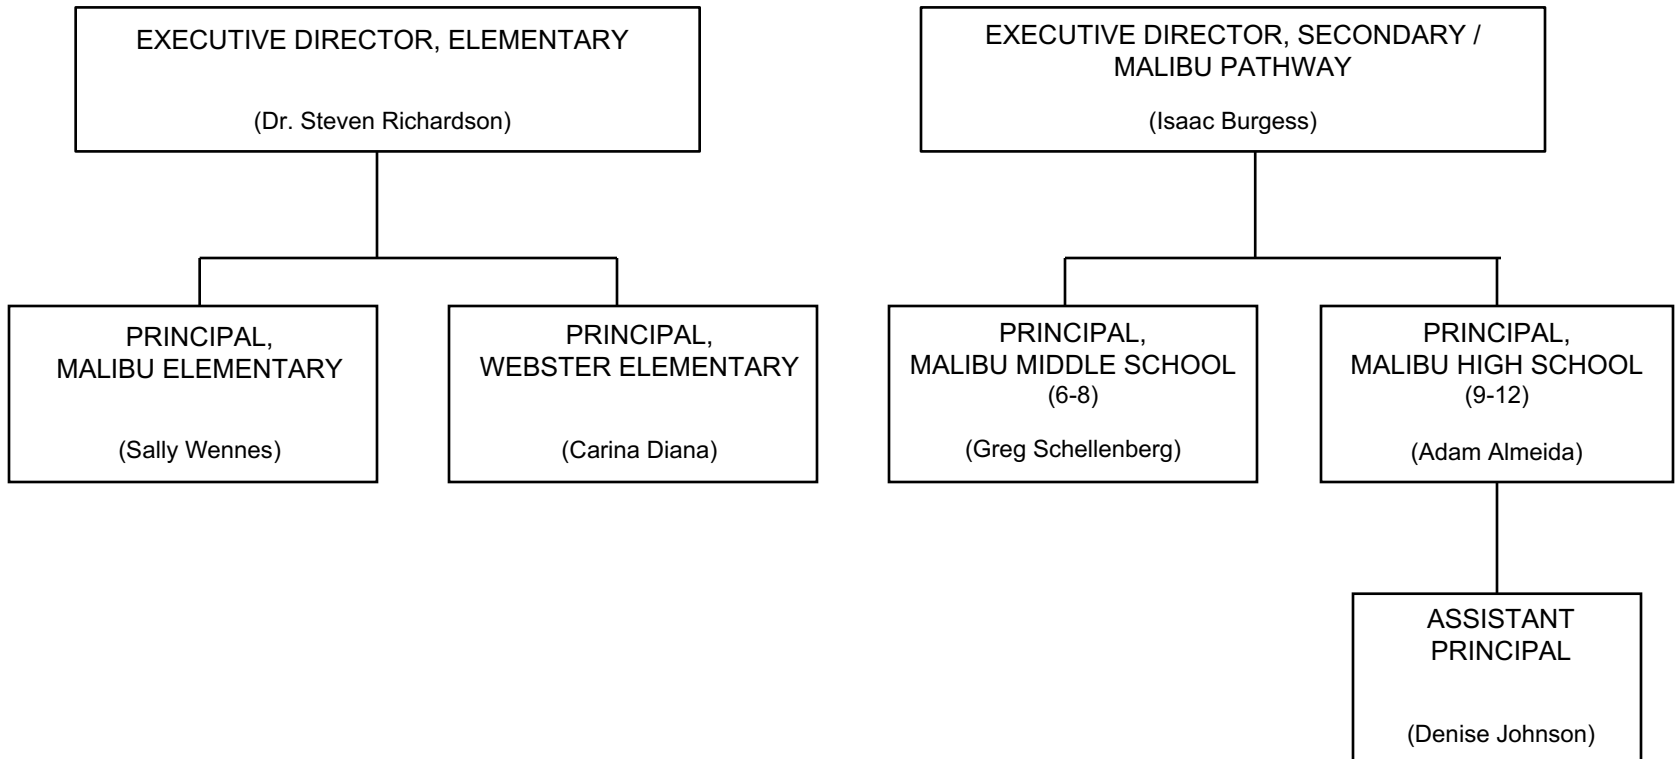 EXECUTIVE DIRECTOR, ELEMENTARY
(Dr. Steven Richardson)
EXECUTIVE DIRECTOR, SECONDARY /
MALIBU PATHWAY
(Isaac Burgess)
PRINCIPAL,
MALIBU ELEMENTARY
(Sally Wennes)
PRINCIPAL,
WEBSTER ELEMENTARY
(Carina Diana)
PRINCIPAL,
MALIBU MIDDLE SCHOOL
(6-8)
(Greg Schellenberg)
PRINCIPAL,
MALIBU HIGH SCHOOL
(9-12)
(Adam Almeida)
ASSISTANT
PRINCIPAL
(Denise Johnson)